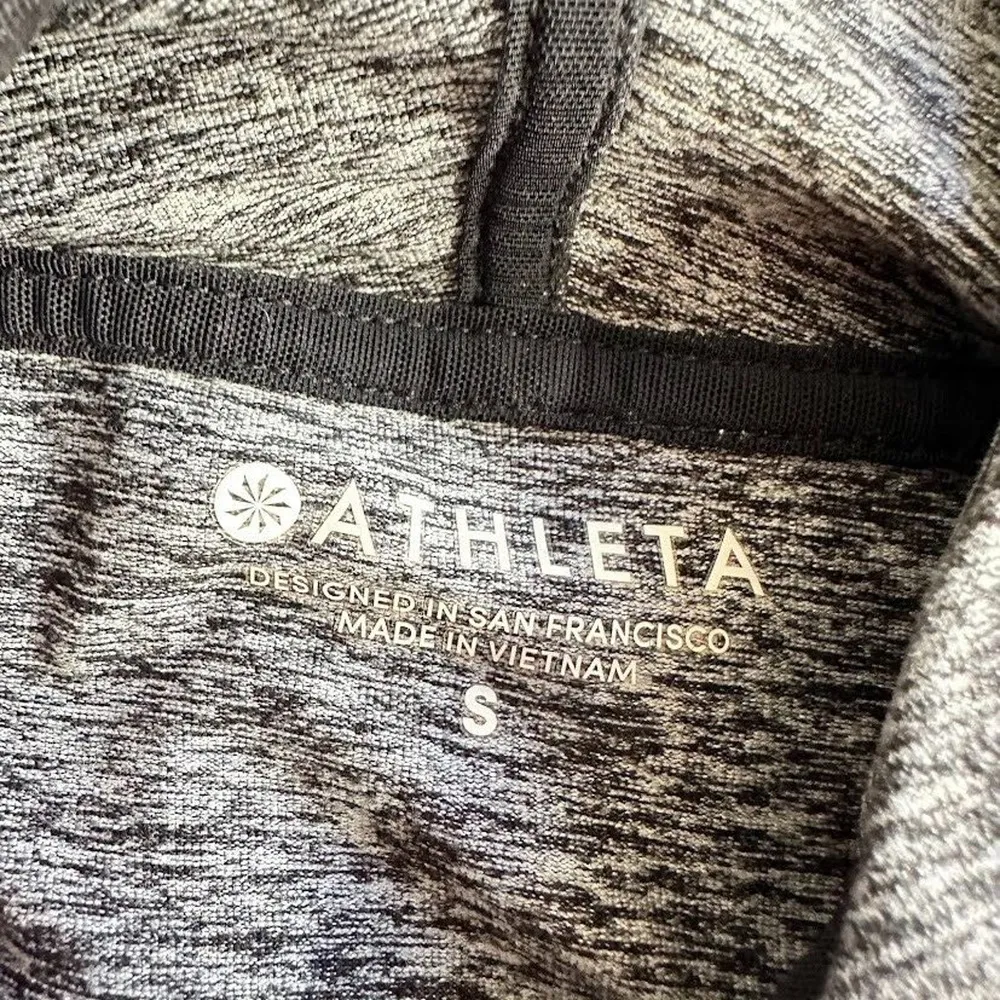 ATHLETA
DESIGNED IN SAN FRANCISCO
MADE IN VIETNAM
S